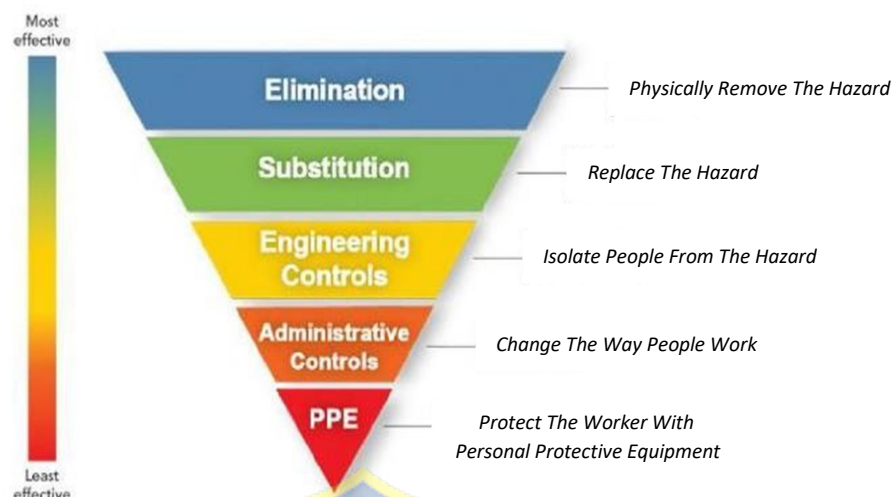 Most
effective
Elimination
Physically Remove The Hazard
Substitution
Replace The Hazard
Engineering
Controls
Isolate People From The Hazard
Administrative
Controls
Change The Way People Work
PPE
Protect The Worker With
Personal Protective Equipment
Least
effective